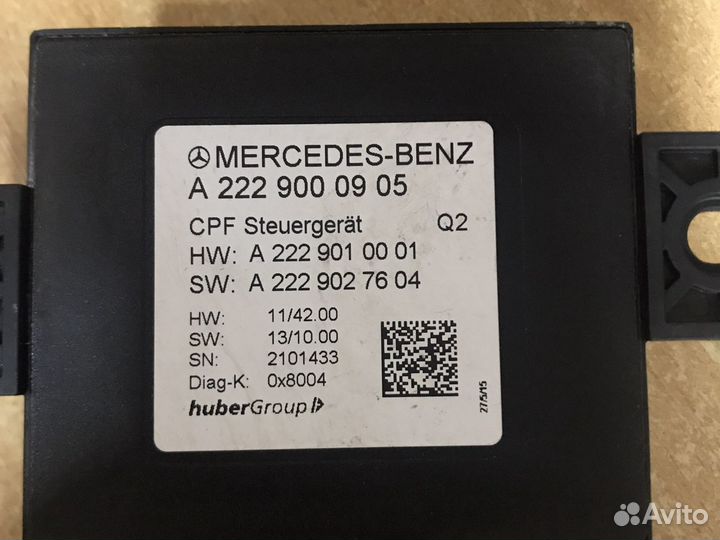 MERCEDES-BENZ
A 222 900 09 05
CPF Steuergerät Q2
HW: A 222 901 00 01
SW: A 222 902 76 04
HW: 11/42.00
SW: 13/10.00
SN: 2101433
Diag-K: 0x8004
huberGroup
27/5/15
Avito